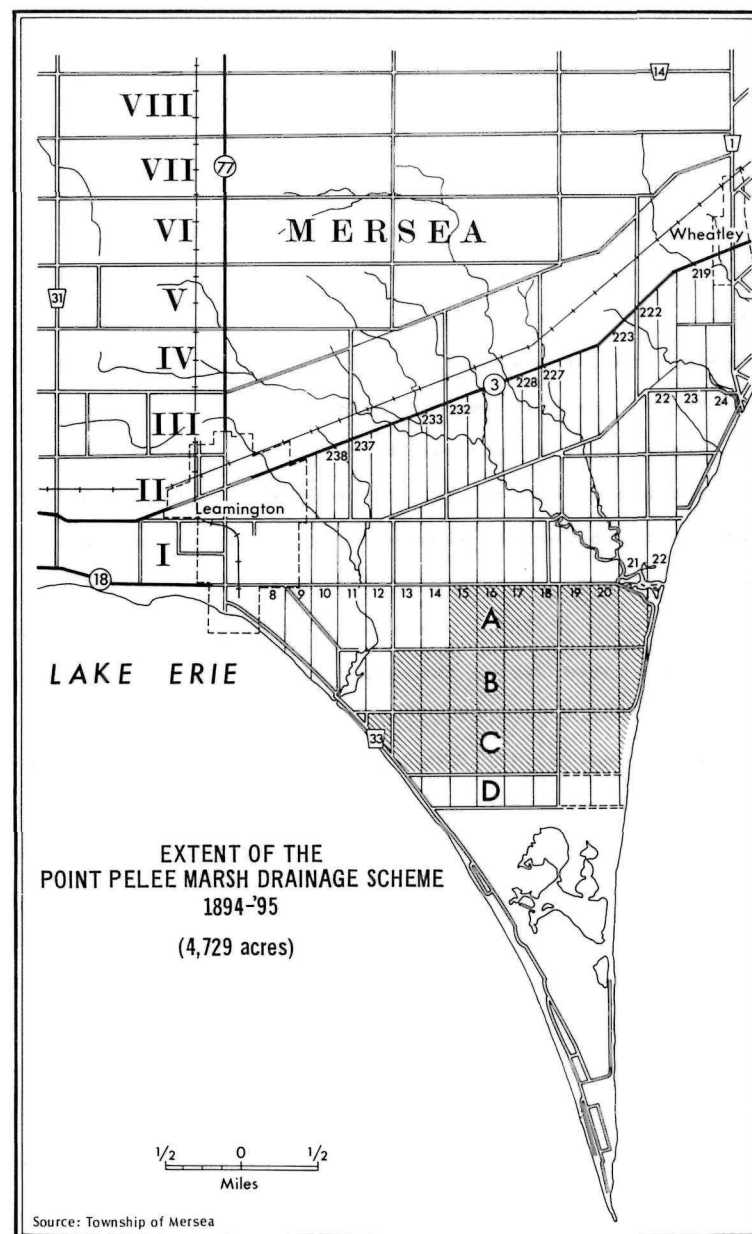 14
VIII
1
77
VII
VI
MERSEA
Wheatley
219
31
V
222
223
IV
3
228
227
232
233
22
23
24
III
237
238
II
Leamington
I
21
22
18
8
9
10
11
12
13
14
15
16
17
18
19
20
A
LAKE ERIE
B
33
C
D
EXTENT OF THE
POINT PELEE MARSH DRAINAGE SCHEME
1894-'95
(4,729 acres)
1/2
0
1/2
Miles
Source: Township of Mersea